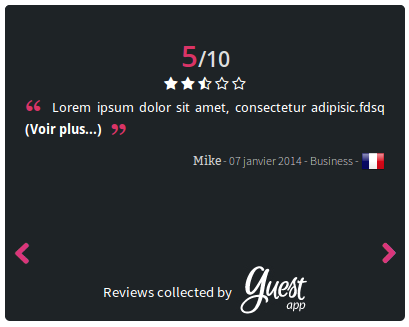 5/10
“ Lorem ipsum dolor sit amet, consectetur adipisic.fdsq
(Voir plus...) ”
Mike - 07 janvier 2014 - Business -
Reviews collected by guest
app